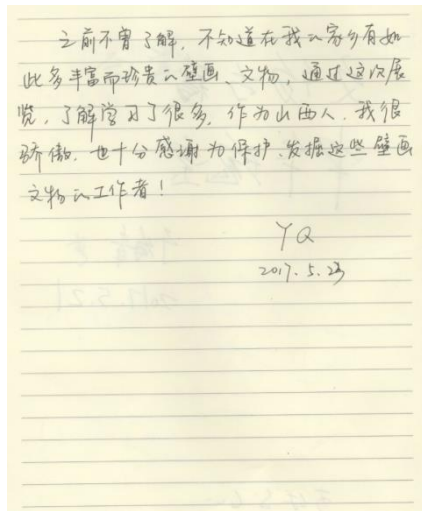 之前不曾了解，不知道在我的家乡有如
此多丰富而珍贵的壁画、文物，通过这次展
览，了解学习了很多，作为山西人，我很
骄傲，也十分感谢为保护、发掘这些壁画
文物的工作者！
YQ
2017.5.23